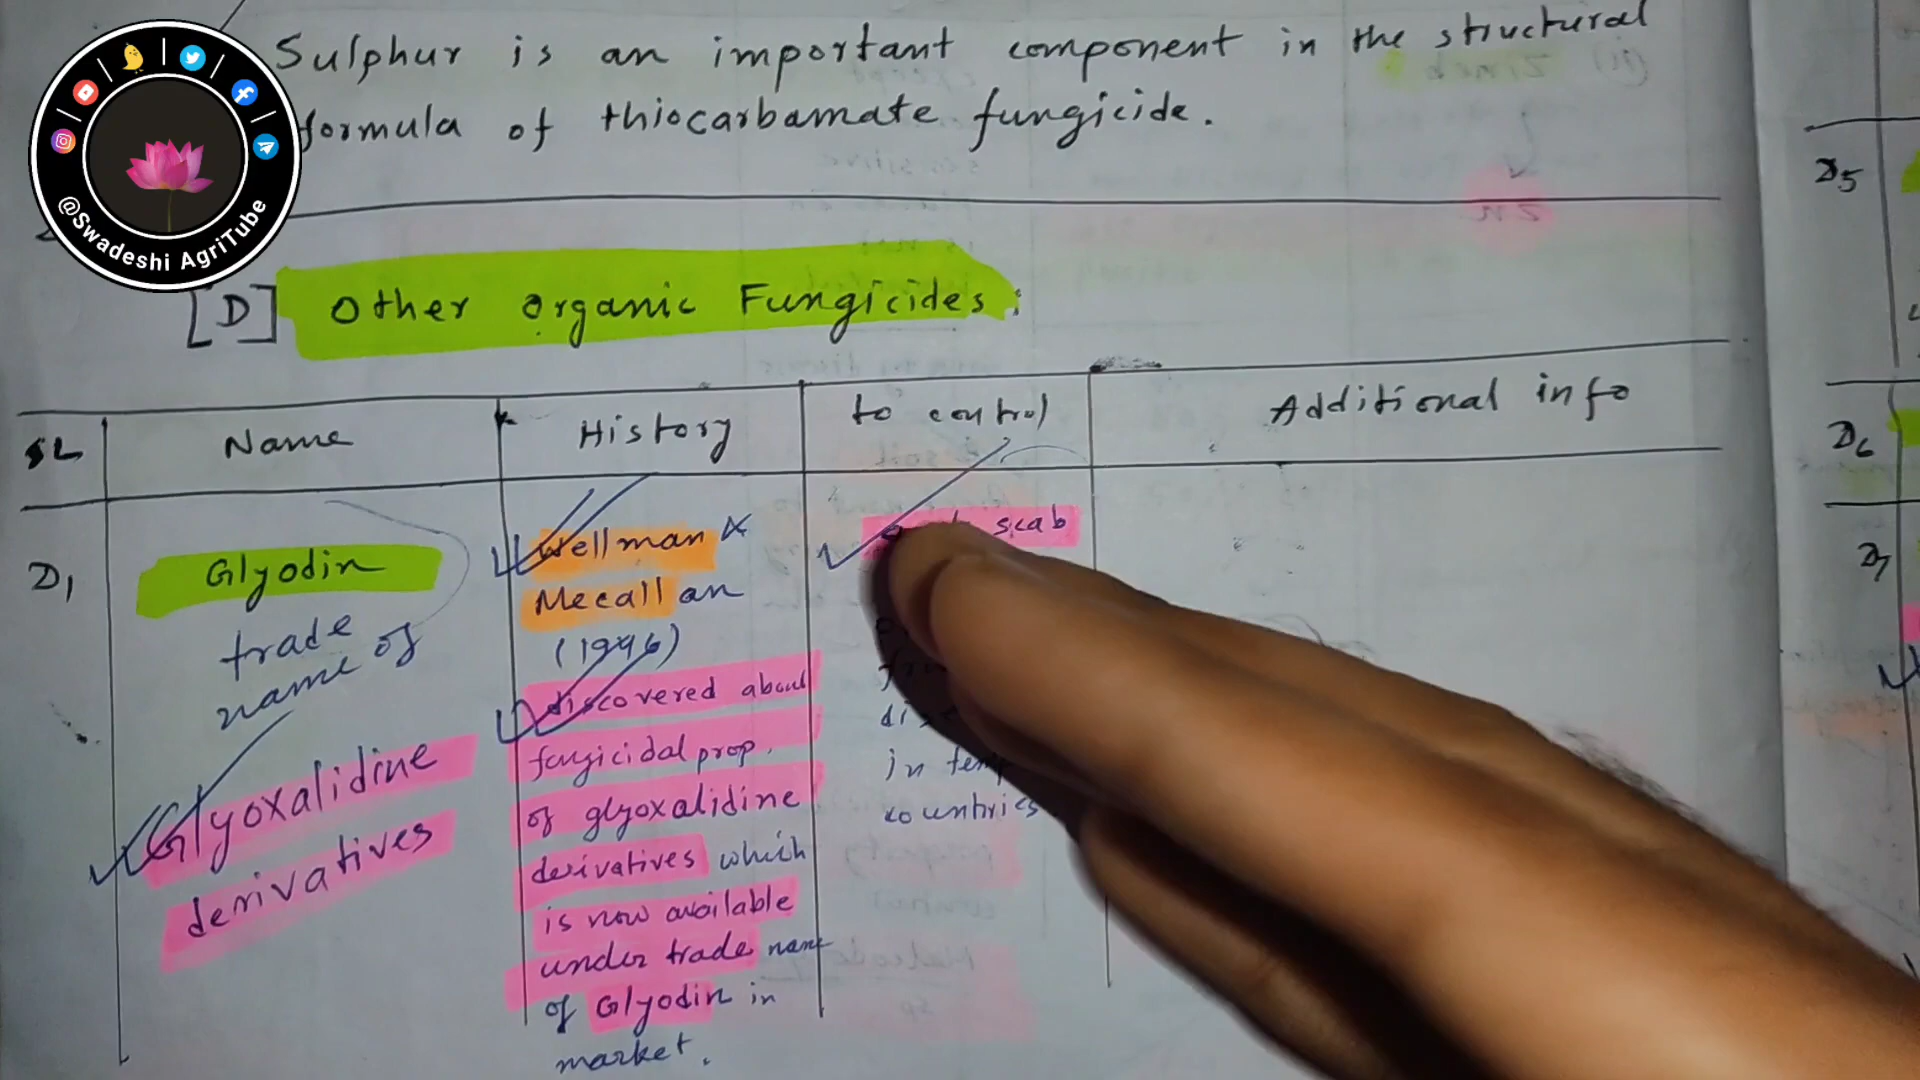 @Swadeshi AgriTube
Sulphur is an important component in the structural
formula of thiocarbamate fungicide.
[D] Other organic Fungicides:
SL Name History to control Additional info
D1
Glyodin
trade
name of
Glyoxalidine
derivatives
Wellman &
Mecallan
(1946)
discovered about
fungicidal prop.
of glyoxalidine
derivatives which
is now available
under trade name
of Glyodin in
market.
scab
in
countries
D5
D6
D7